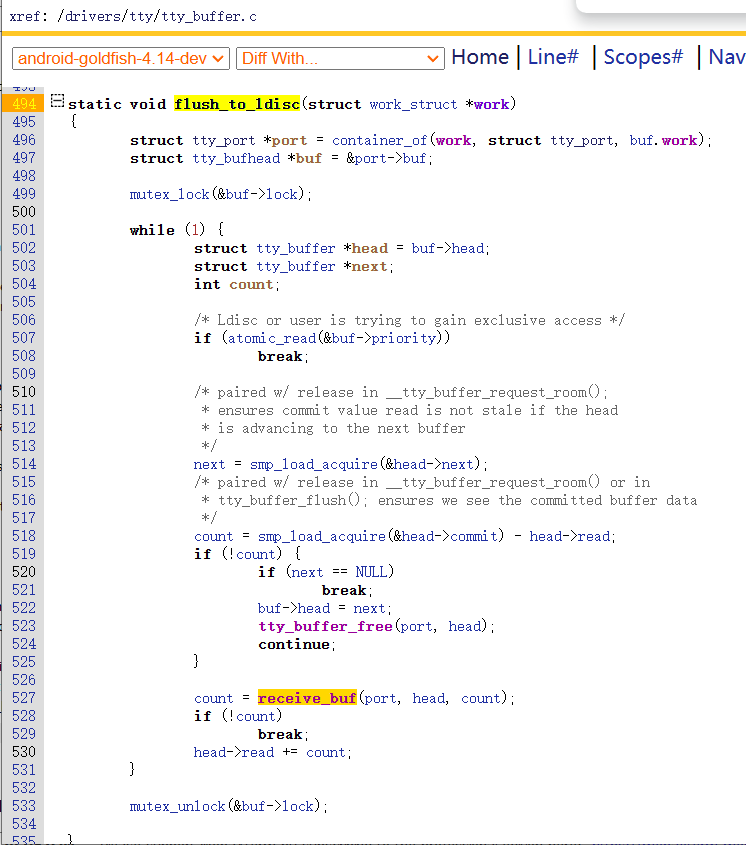 xref: /drivers/tty/tty_buffer.c
android-goldfish-4.14-dev Diff With... Home | Line# | Scopes# | Nav
493
494 static void flush_to_ldisc(struct work_struct *work)
495 {
496 struct tty_port *port = container_of(work, struct tty_port, buf.work);
497 struct tty_bufhead *buf = &port->buf;
498
499 mutex_lock(&buf->lock);
500
501 while (1) {
502 struct tty_buffer *head = buf->head;
503 struct tty_buffer *next;
504 int count;
505
506 /* Ldisc or user is trying to gain exclusive access */
507 if (atomic_read(&buf->priority))
508 break;
509
510 /* paired w/ release in __tty_buffer_request_room();
511 * ensures commit value read is not stale if the head
512 * is advancing to the next buffer
513 */
514 next = smp_load_acquire(&head->next);
515 /* paired w/ release in __tty_buffer_request_room() or in
516 * tty_buffer_flush(); ensures we see the committed buffer data
517 */
518 count = smp_load_acquire(&head->commit) - head->read;
519 if (!count) {
520 if (next == NULL)
521 break;
522 buf->head = next;
523 tty_buffer_free(port, head);
524 continue;
525 }
526
527 count = receive_buf(port, head, count);
528 if (!count)
529 break;
530 head->read += count;
531 }
532
533 mutex_unlock(&buf->lock);
534
535 }